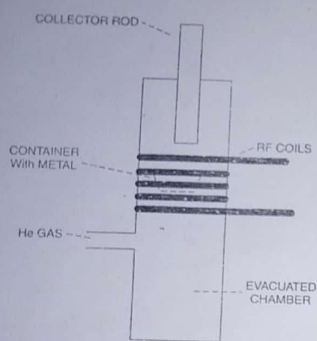 COLLECTOR ROD
CONTAINER
With METAL
RF COILS
He GAS
EVACUATED
CHAMBER